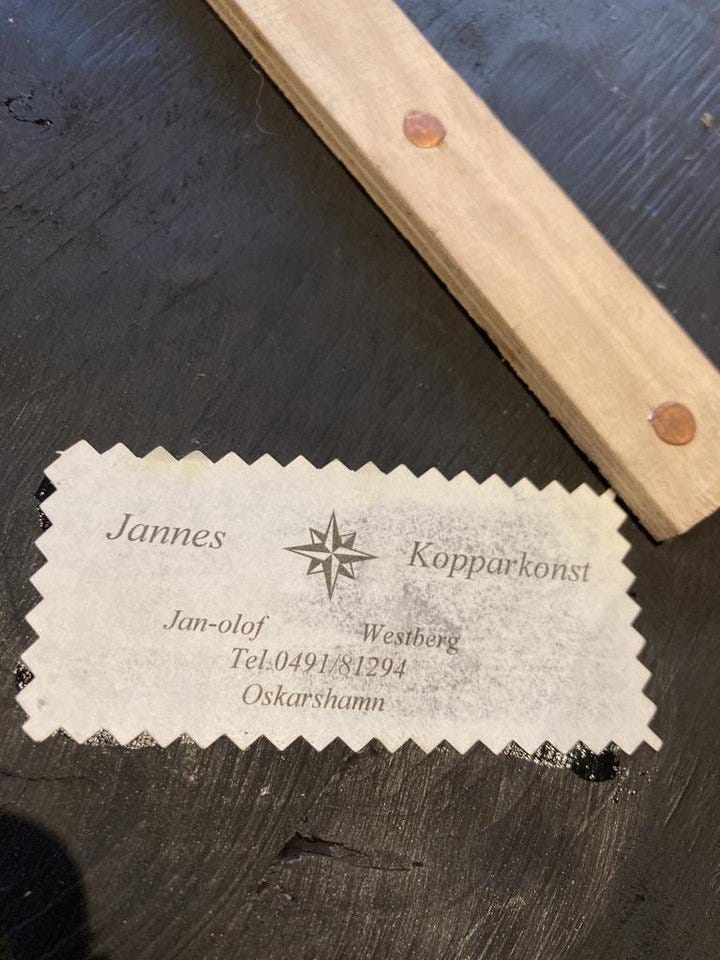 Jannes Kopparkonst
Jan-olof Westberg
Tel.0491/81294
Oskarshamn